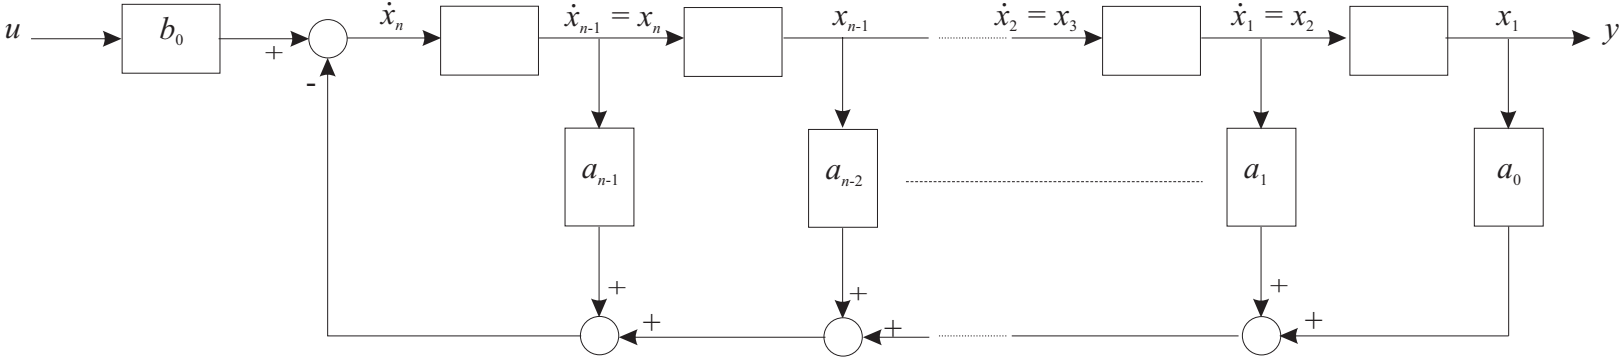 u b₀ + - ẋₙ ẋₙ₋₁ = xₙ xₙ₋₁ ẋ₂ = x₃ ẋ₁ = x₂ x₁ y
aₙ₋₁ aₙ₋₂ a₁ a₀
+ + +
+ + +